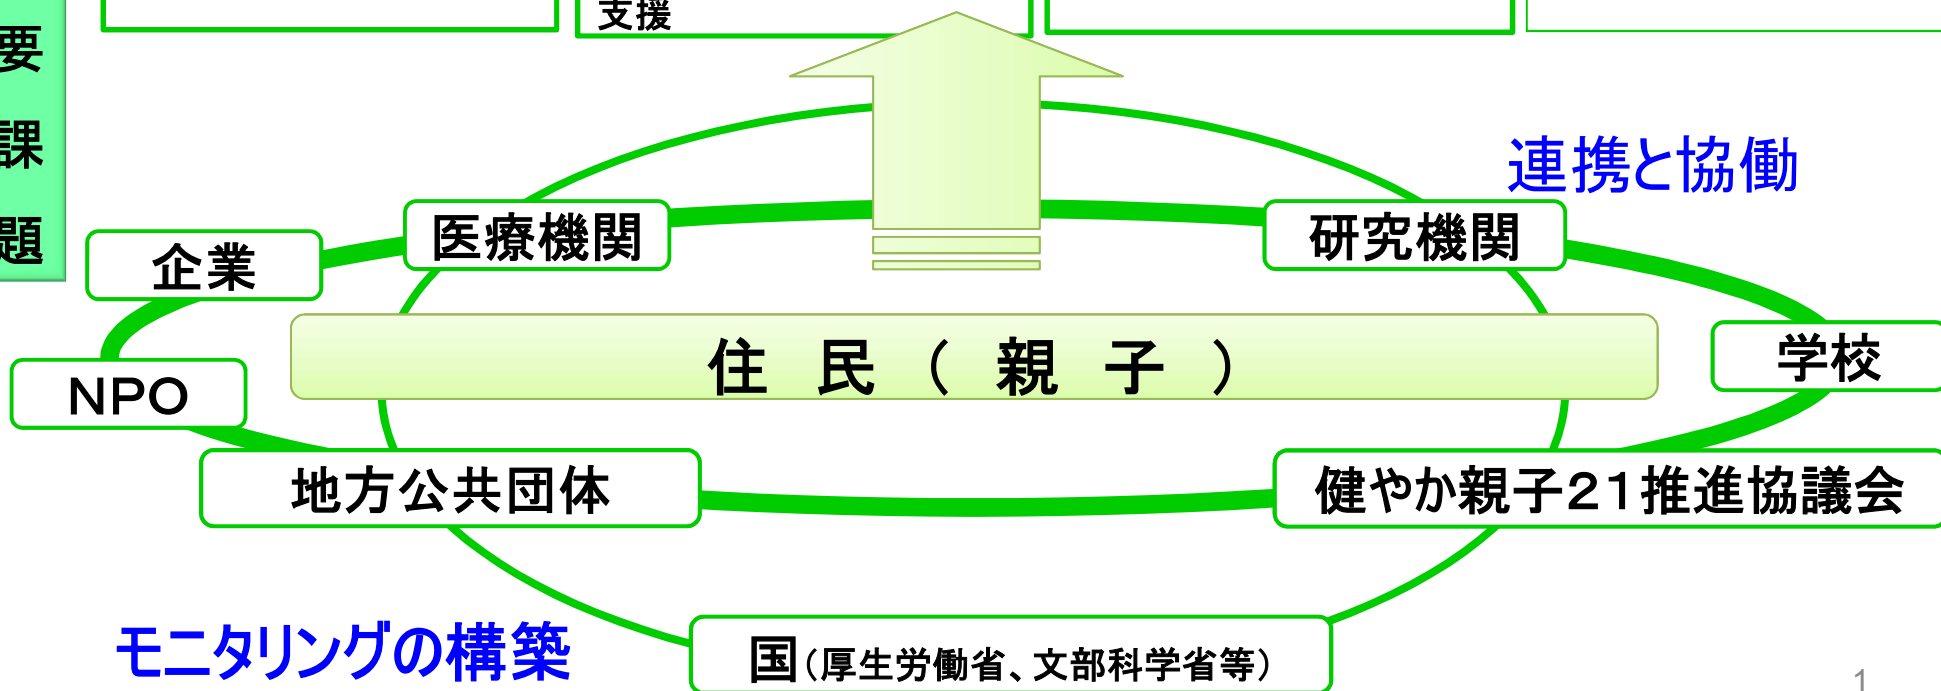 支援
要
課
題
連携と協働
医療機関
研究機関
企業
住民(親子)
学校
NPO
地方公共団体
健やか親子21推進協議会
モニタリングの構築
国(厚生労働省、文部科学省等)
1